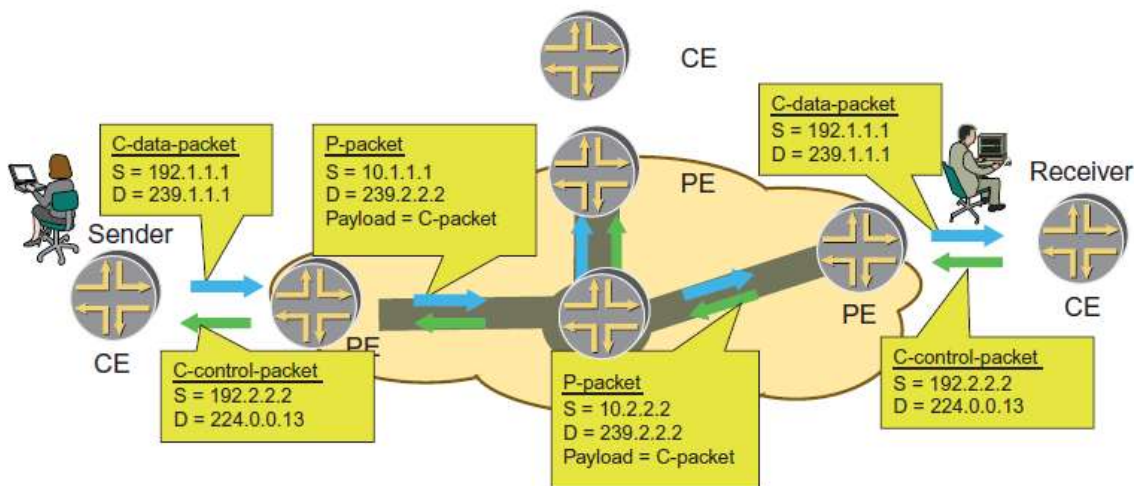 CE
C-data-packet
S = 192.1.1.1
D = 239.1.1.1
P-packet
S = 10.1.1.1
D = 239.2.2.2
Payload = C-packet
C-data-packet
S = 192.1.1.1
D = 239.1.1.1
PE
Receiver
Sender
CE
PE
PE
CE
C-control-packet
S = 192.2.2.2
D = 224.0.0.13
P-packet
S = 10.2.2.2
D = 239.2.2.2
Payload = C-packet
C-control-packet
S = 192.2.2.2
D = 224.0.0.13